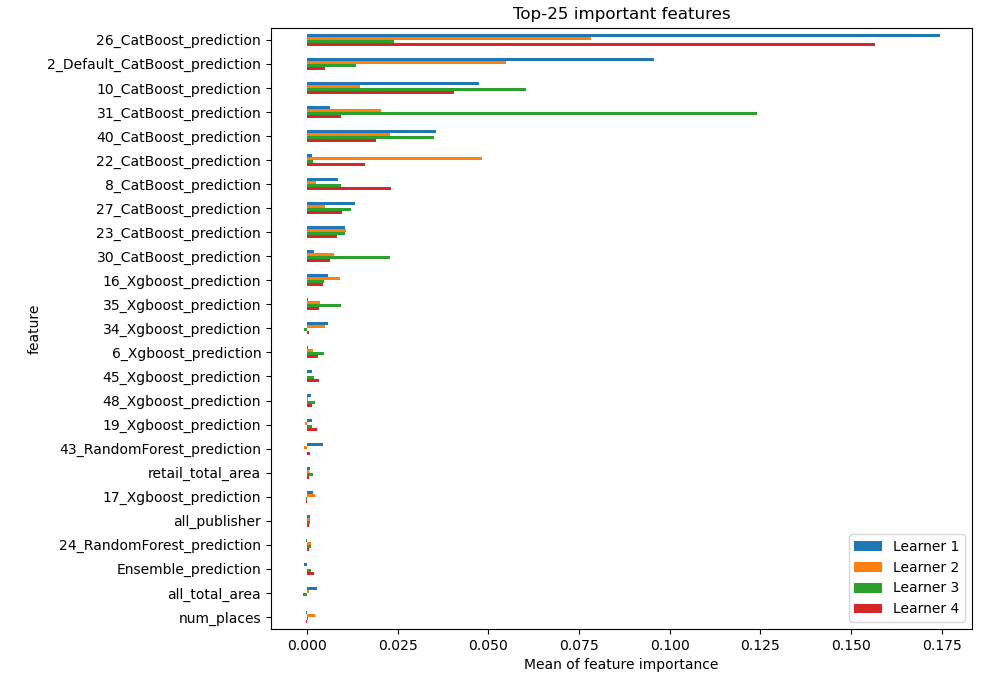 Top-25 important features
26_CatBoost_prediction
2_Default_CatBoost_prediction
10_CatBoost_prediction
31_CatBoost_prediction
40_CatBoost_prediction
22_CatBoost_prediction
8_CatBoost_prediction
27_CatBoost_prediction
23_CatBoost_prediction
30_CatBoost_prediction
16_Xgboost_prediction
35_Xgboost_prediction
34_Xgboost_prediction
6_Xgboost_prediction
45_Xgboost_prediction
48_Xgboost_prediction
19_Xgboost_prediction
43_RandomForest_prediction
retail_total_area
17_Xgboost_prediction
all_publisher
24_RandomForest_prediction
Ensemble_prediction
all_total_area
num_places
feature
Learner 1
Learner 2
Learner 3
Learner 4
0.000 0.025 0.050 0.075 0.100 0.125 0.150 0.175
Mean of feature importance